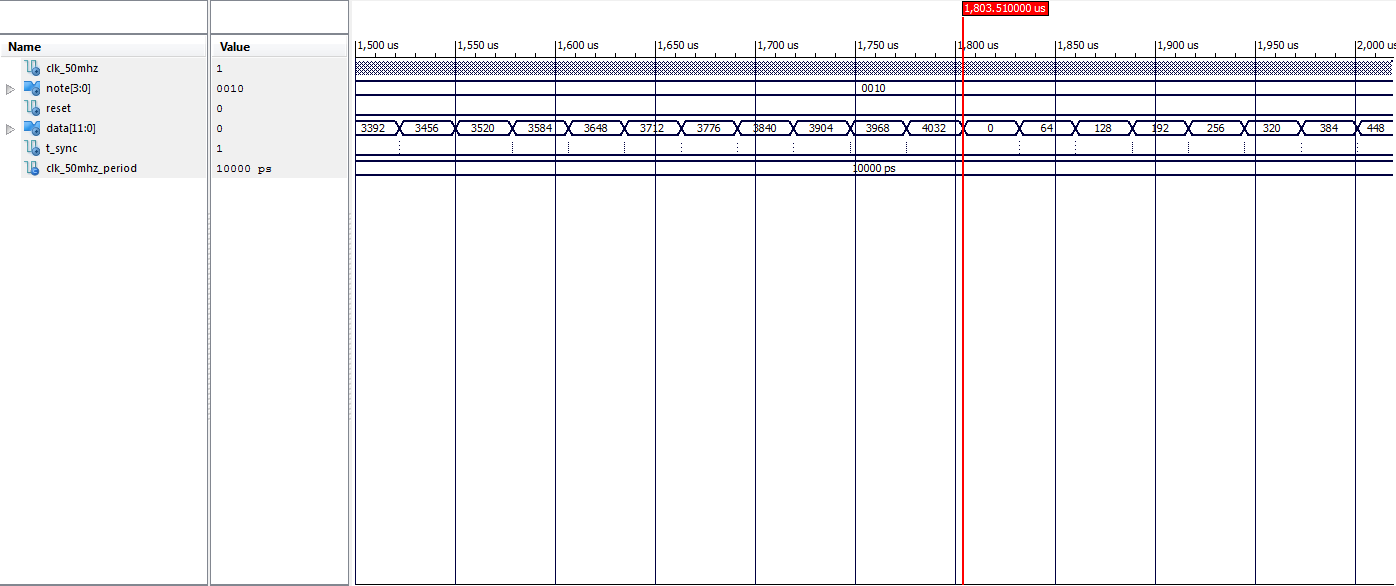 1,803.510000 us
Name Value 1,500 us 1,550 us 1,600 us 1,650 us 1,700 us 1,750 us 1,800 us 1,850 us 1,900 us 1,950 us 2,000 us
clk_50mhz 1
note[3:0] 0010 0010
reset 0
data[11:0] 0 3392 3456 3520 3584 3648 3712 3776 3840 3904 3968 4032 0 64 128 192 256 320 384 448
t_sync 1
clk_50mhz_period 10000 ps 10000 ps